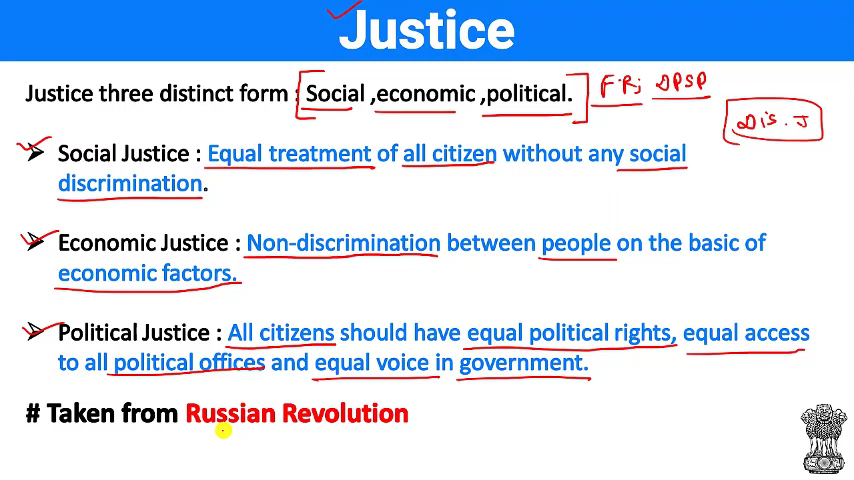 Justice
Justice three distinct form : Social ,economic ,political. F.R; DPSP
Dis. J
➤ Social Justice : Equal treatment of all citizen without any social
discrimination.
➤ Economic Justice : Non-discrimination between people on the basic of
economic factors.
➤ Political Justice : All citizens should have equal political rights, equal access
to all political offices and equal voice in government.
# Taken from Russian Revolution